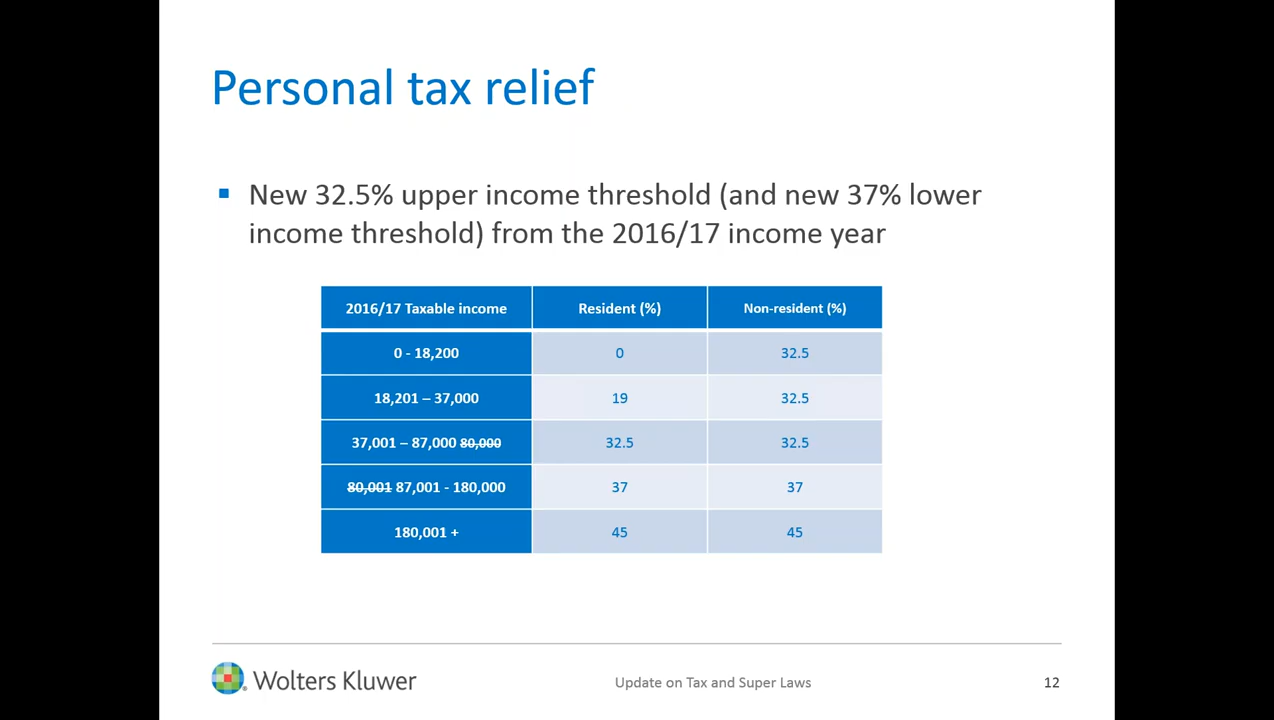 Personal tax relief
▪ New 32.5% upper income threshold (and new 37% lower
income threshold) from the 2016/17 income year
2016/17 Taxable income Resident (%) Non-resident (%)
0 - 18,200 0 32.5
18,201 – 37,000 19 32.5
37,001 – 87,000 80,000 32.5 32.5
80,001 87,001 - 180,000 37 37
180,001 + 45 45
Wolters Kluwer Update on Tax and Super Laws 12